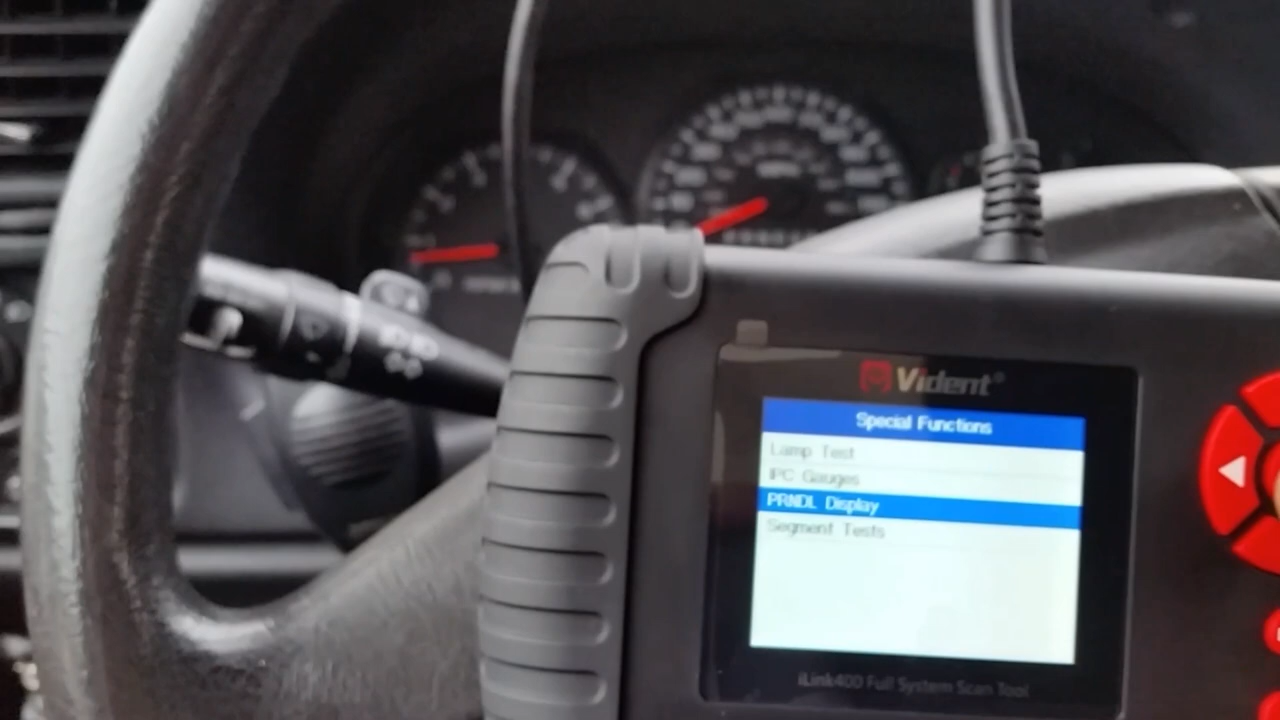 Vident®
Special Functions
Lamp Test
IPC Gauges
PRNDL Display
Segment Tests
iLink400 Full System Scan Tool